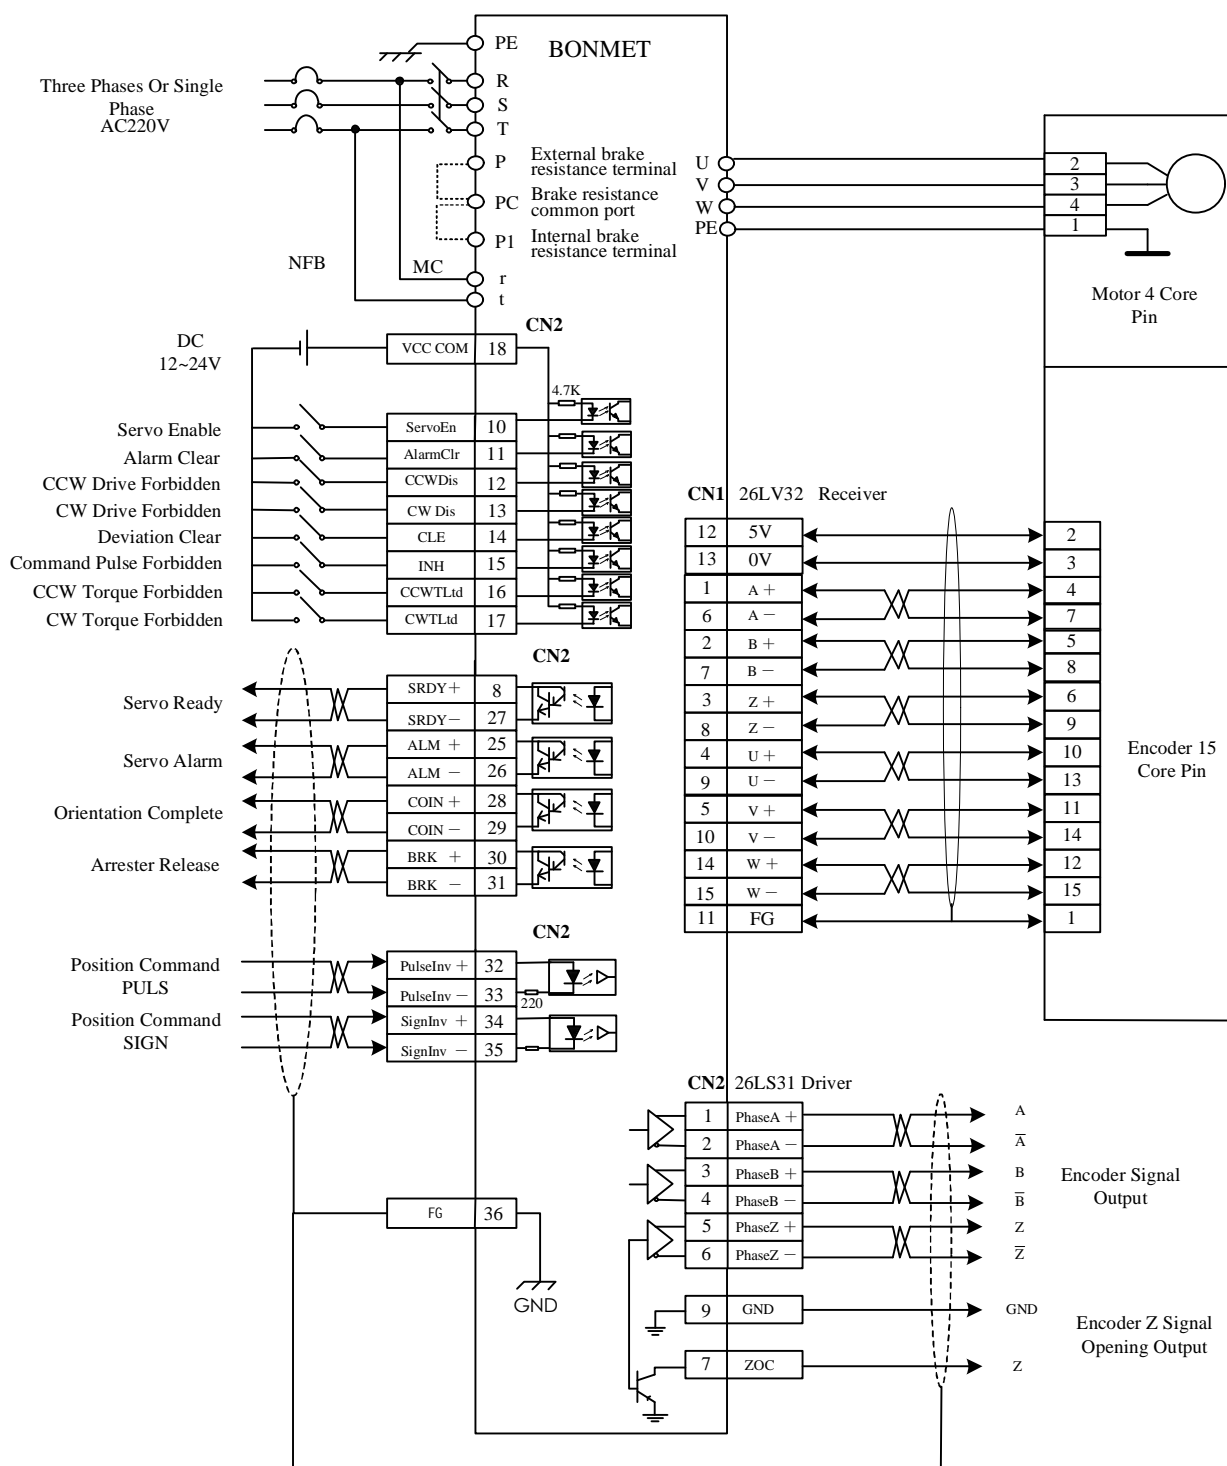 BONMET
PE
R
S
T
Three Phases Or Single
Phase
AC220V
P
External brake
resistance terminal
PC
Brake resistance
common port
P1
Internal brake
resistance terminal
NFB
MC
r
t
U
V
W
PE
2
3
4
1
Motor 4 Core
Pin
CN2
DC
12~24V
VCC COM 18
4.7K
Servo Enable ServoEn 10
Alarm Clear AlarmClr 11
CCW Drive Forbidden CCWDis 12
CW Drive Forbidden CW Dis 13
Deviation Clear CLE 14
Command Pulse Forbidden INH 15
CCW Torque Forbidden CCWTLtd 16
CW Torque Forbidden CWTLtd 17
CN2
Servo Ready
SRDY+ 8
SRDY− 27
Servo Alarm
ALM + 25
ALM − 26
Orientation Complete
COIN + 28
COIN − 29
Arrester Release
BRK + 30
BRK − 31
CN2
Position Command
PULS
PulseInv + 32
PulseInv − 33
220
Position Command
SIGN
SignInv + 34
SignInv − 35
FG 36
GND
CN1 26LV32 Receiver
12 5V 2
13 0V 3
1 A + 4
6 A − 7
2 B + 5
7 B − 8
3 Z + 6
8 Z − 9
4 U + 10
9 U − 13
5 V + 11
10 V − 14
14 W + 12
15 W − 15
11 FG 1
Encoder 15
Core Pin
CN2 26LS31 Driver
1 PhaseA + A
2 PhaseA − A̅
3 PhaseB + B
4 PhaseB − B̅
5 PhaseZ + Z
6 PhaseZ − Z̅
Encoder Signal
Output
9 GND GND
7 ZOC Z
Encoder Z Signal
Opening Output